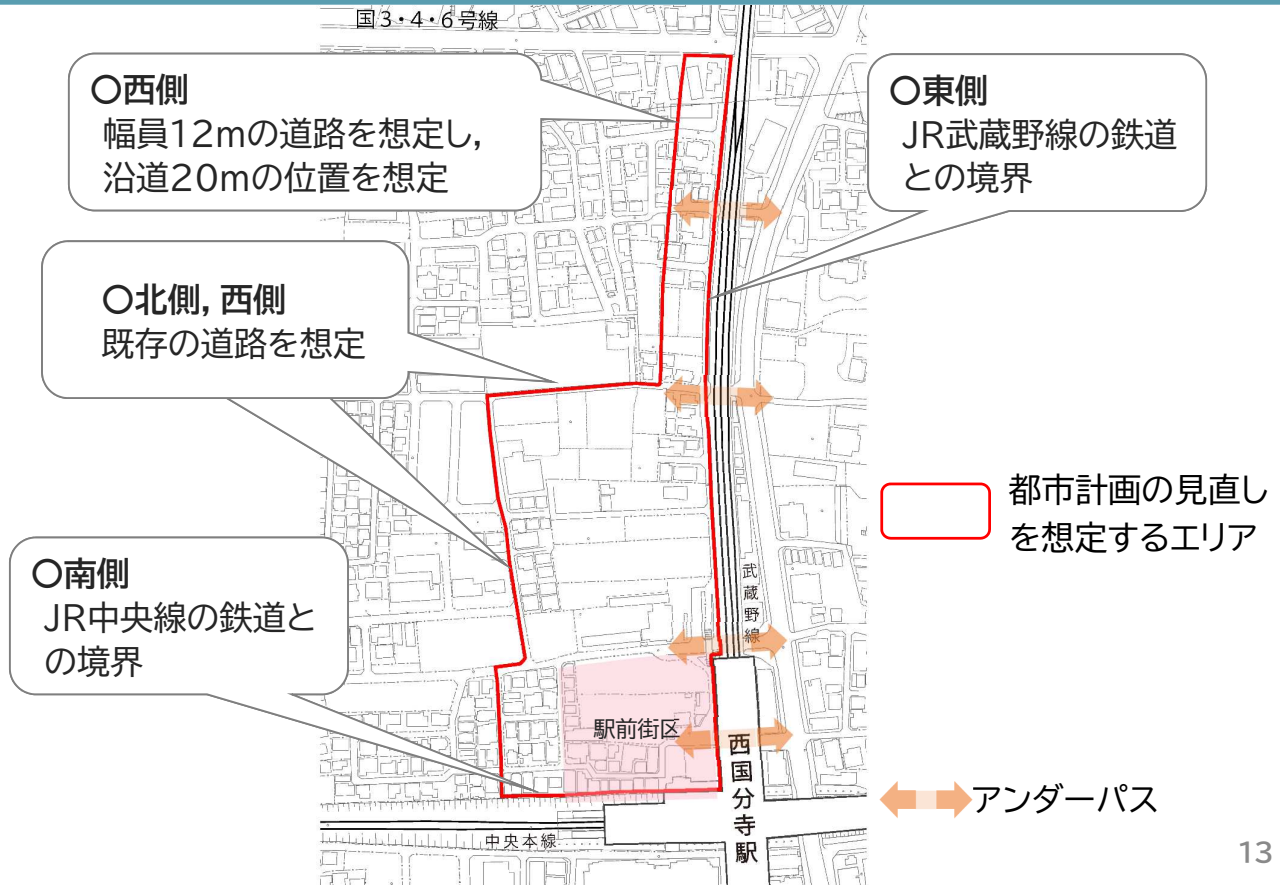 国3・4・6号線
〇西側
幅員12mの道路を想定し,
沿道20mの位置を想定
〇東側
JR武蔵野線の鉄道
との境界
〇北側, 西側
既存の道路を想定
都市計画の見直し
を想定するエリア
〇南側
JR中央線の鉄道と
の境界
武蔵野線
駅前街区
西国分寺駅
アンダーパス
中央本線
13